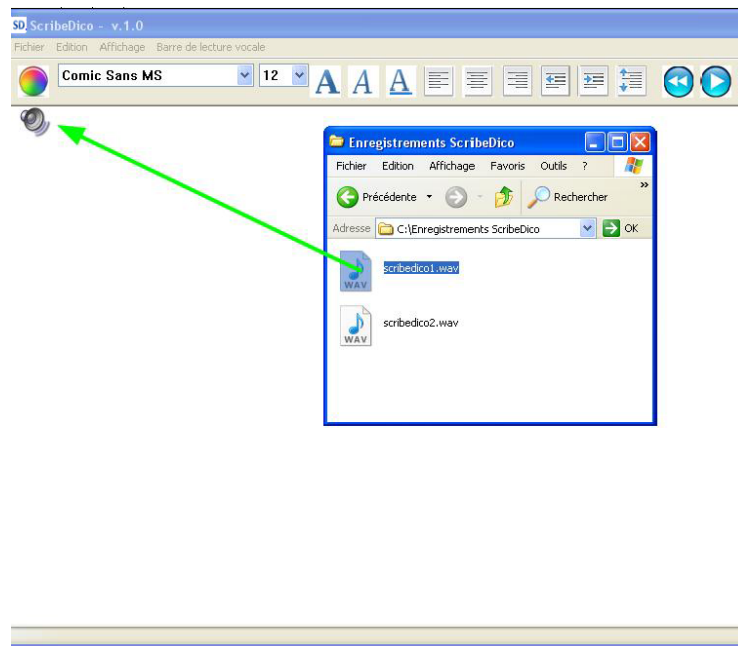 SD ScribeDico - v.1.0
Fichier Edition Affichage Barre de lecture vocale
Comic Sans MS 12 A A A
Enregistrements ScribeDico
Fichier Edition Affichage Favoris Outils ?
Précédente Rechercher »
Adresse C:\Enregistrements ScribeDico OK
WAV scribedico1.wav
WAV scribedico2.wav